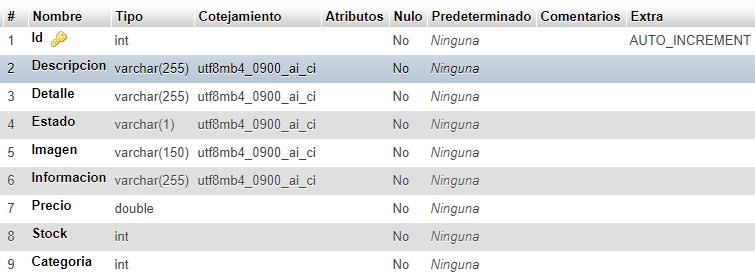 # Nombre Tipo Cotejamiento Atributos Nulo Predeterminado Comentarios Extra
1 Id int No Ninguna AUTO_INCREMENT
2 Descripcion varchar(255) utf8mb4_0900_ai_ci No Ninguna
3 Detalle varchar(255) utf8mb4_0900_ai_ci No Ninguna
4 Estado varchar(1) utf8mb4_0900_ai_ci No Ninguna
5 Imagen varchar(150) utf8mb4_0900_ai_ci No Ninguna
6 Informacion varchar(255) utf8mb4_0900_ai_ci No Ninguna
7 Precio double No Ninguna
8 Stock int No Ninguna
9 Categoria int No Ninguna